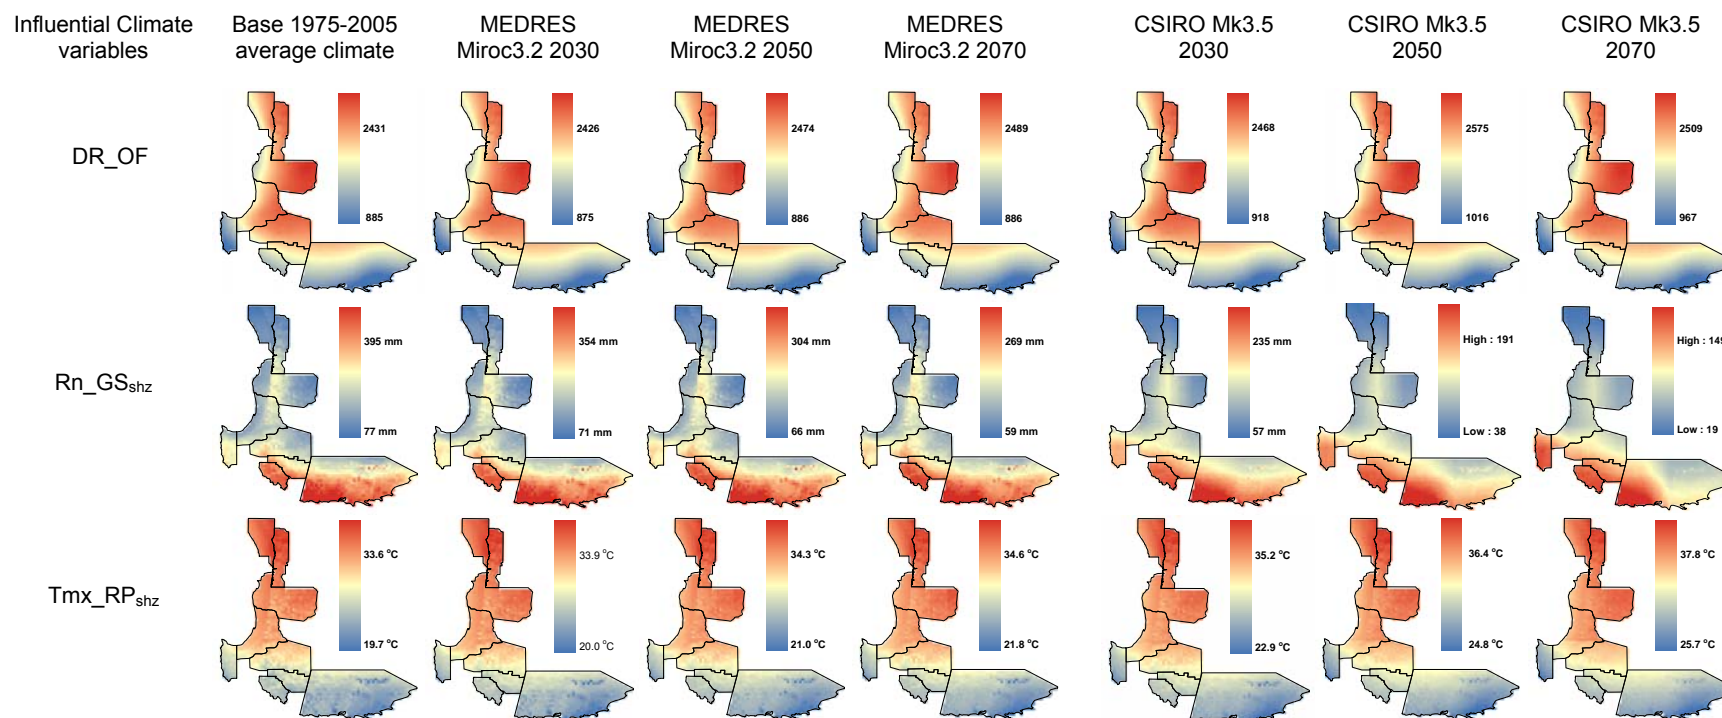 Influential Climate
variables
Base 1975-2005
average climate
MEDRES
Miroc3.2 2030
MEDRES
Miroc3.2 2050
MEDRES
Miroc3.2 2070
CSIRO Mk3.5
2030
CSIRO Mk3.5
2050
CSIRO Mk3.5
2070
DR_OF
2431
885
2426
875
2474
886
2489
886
2468
918
2575
1016
2509
967
Rn_GSshz
395 mm
77 mm
354 mm
71 mm
304 mm
66 mm
269 mm
59 mm
235 mm
57 mm
High : 191
Low : 38
High : 149
Low : 19
Tmx_RPshz
33.6 °C
19.7 °C
33.9 °C
20.0 °C
34.3 °C
21.0 °C
34.6 °C
21.8 °C
35.2 °C
22.9 °C
36.4 °C
24.8 °C
37.8 °C
25.7 °C